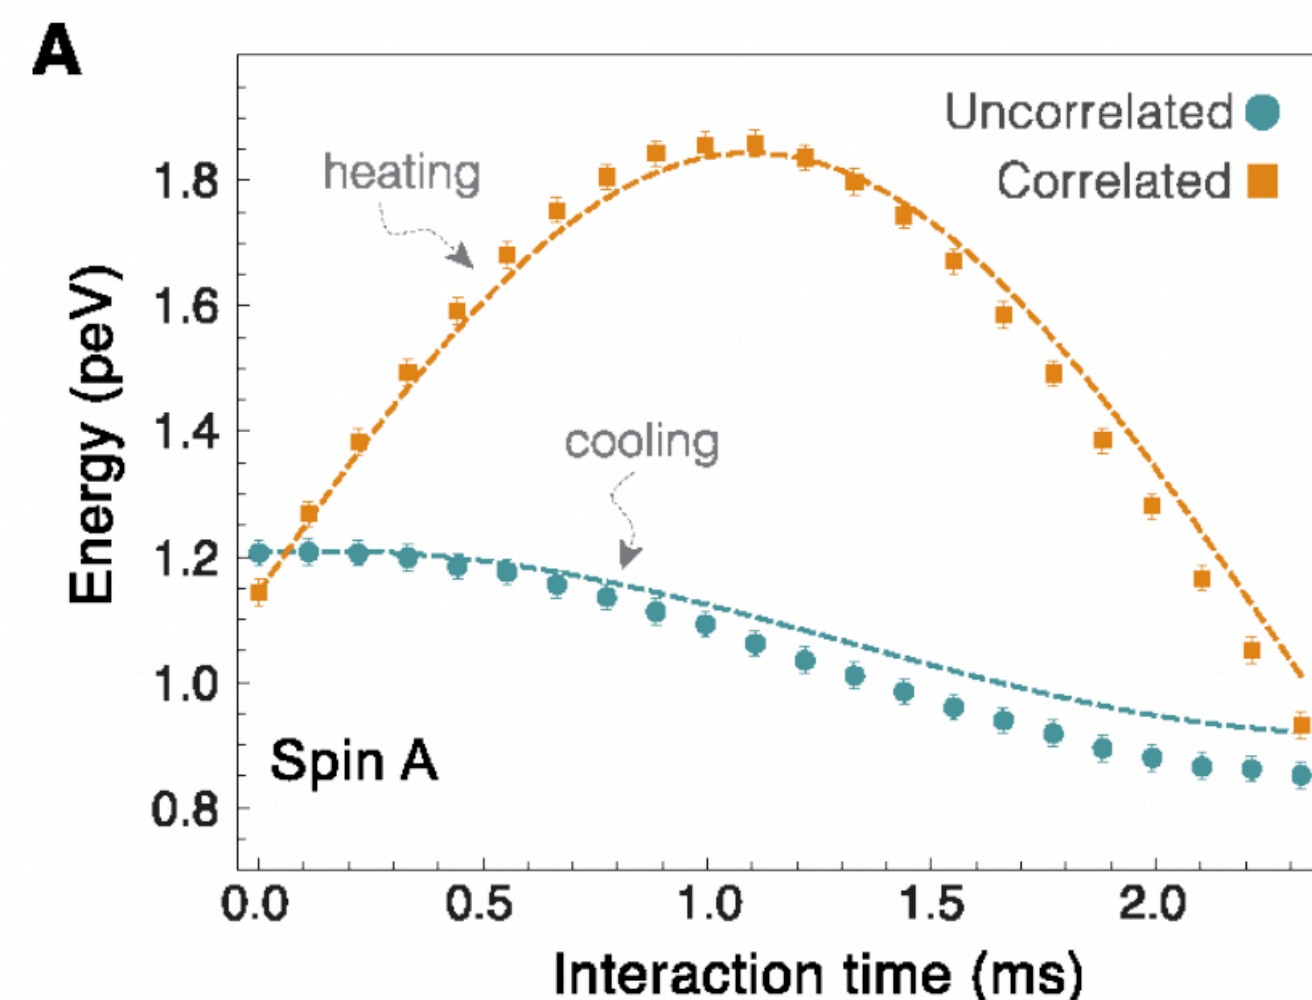 A
Uncorrelated
Correlated
heating
cooling
Spin A
Energy (peV)
1.8
1.6
1.4
1.2
1.0
0.8
0.0 0.5 1.0 1.5 2.0
Interaction time (ms)